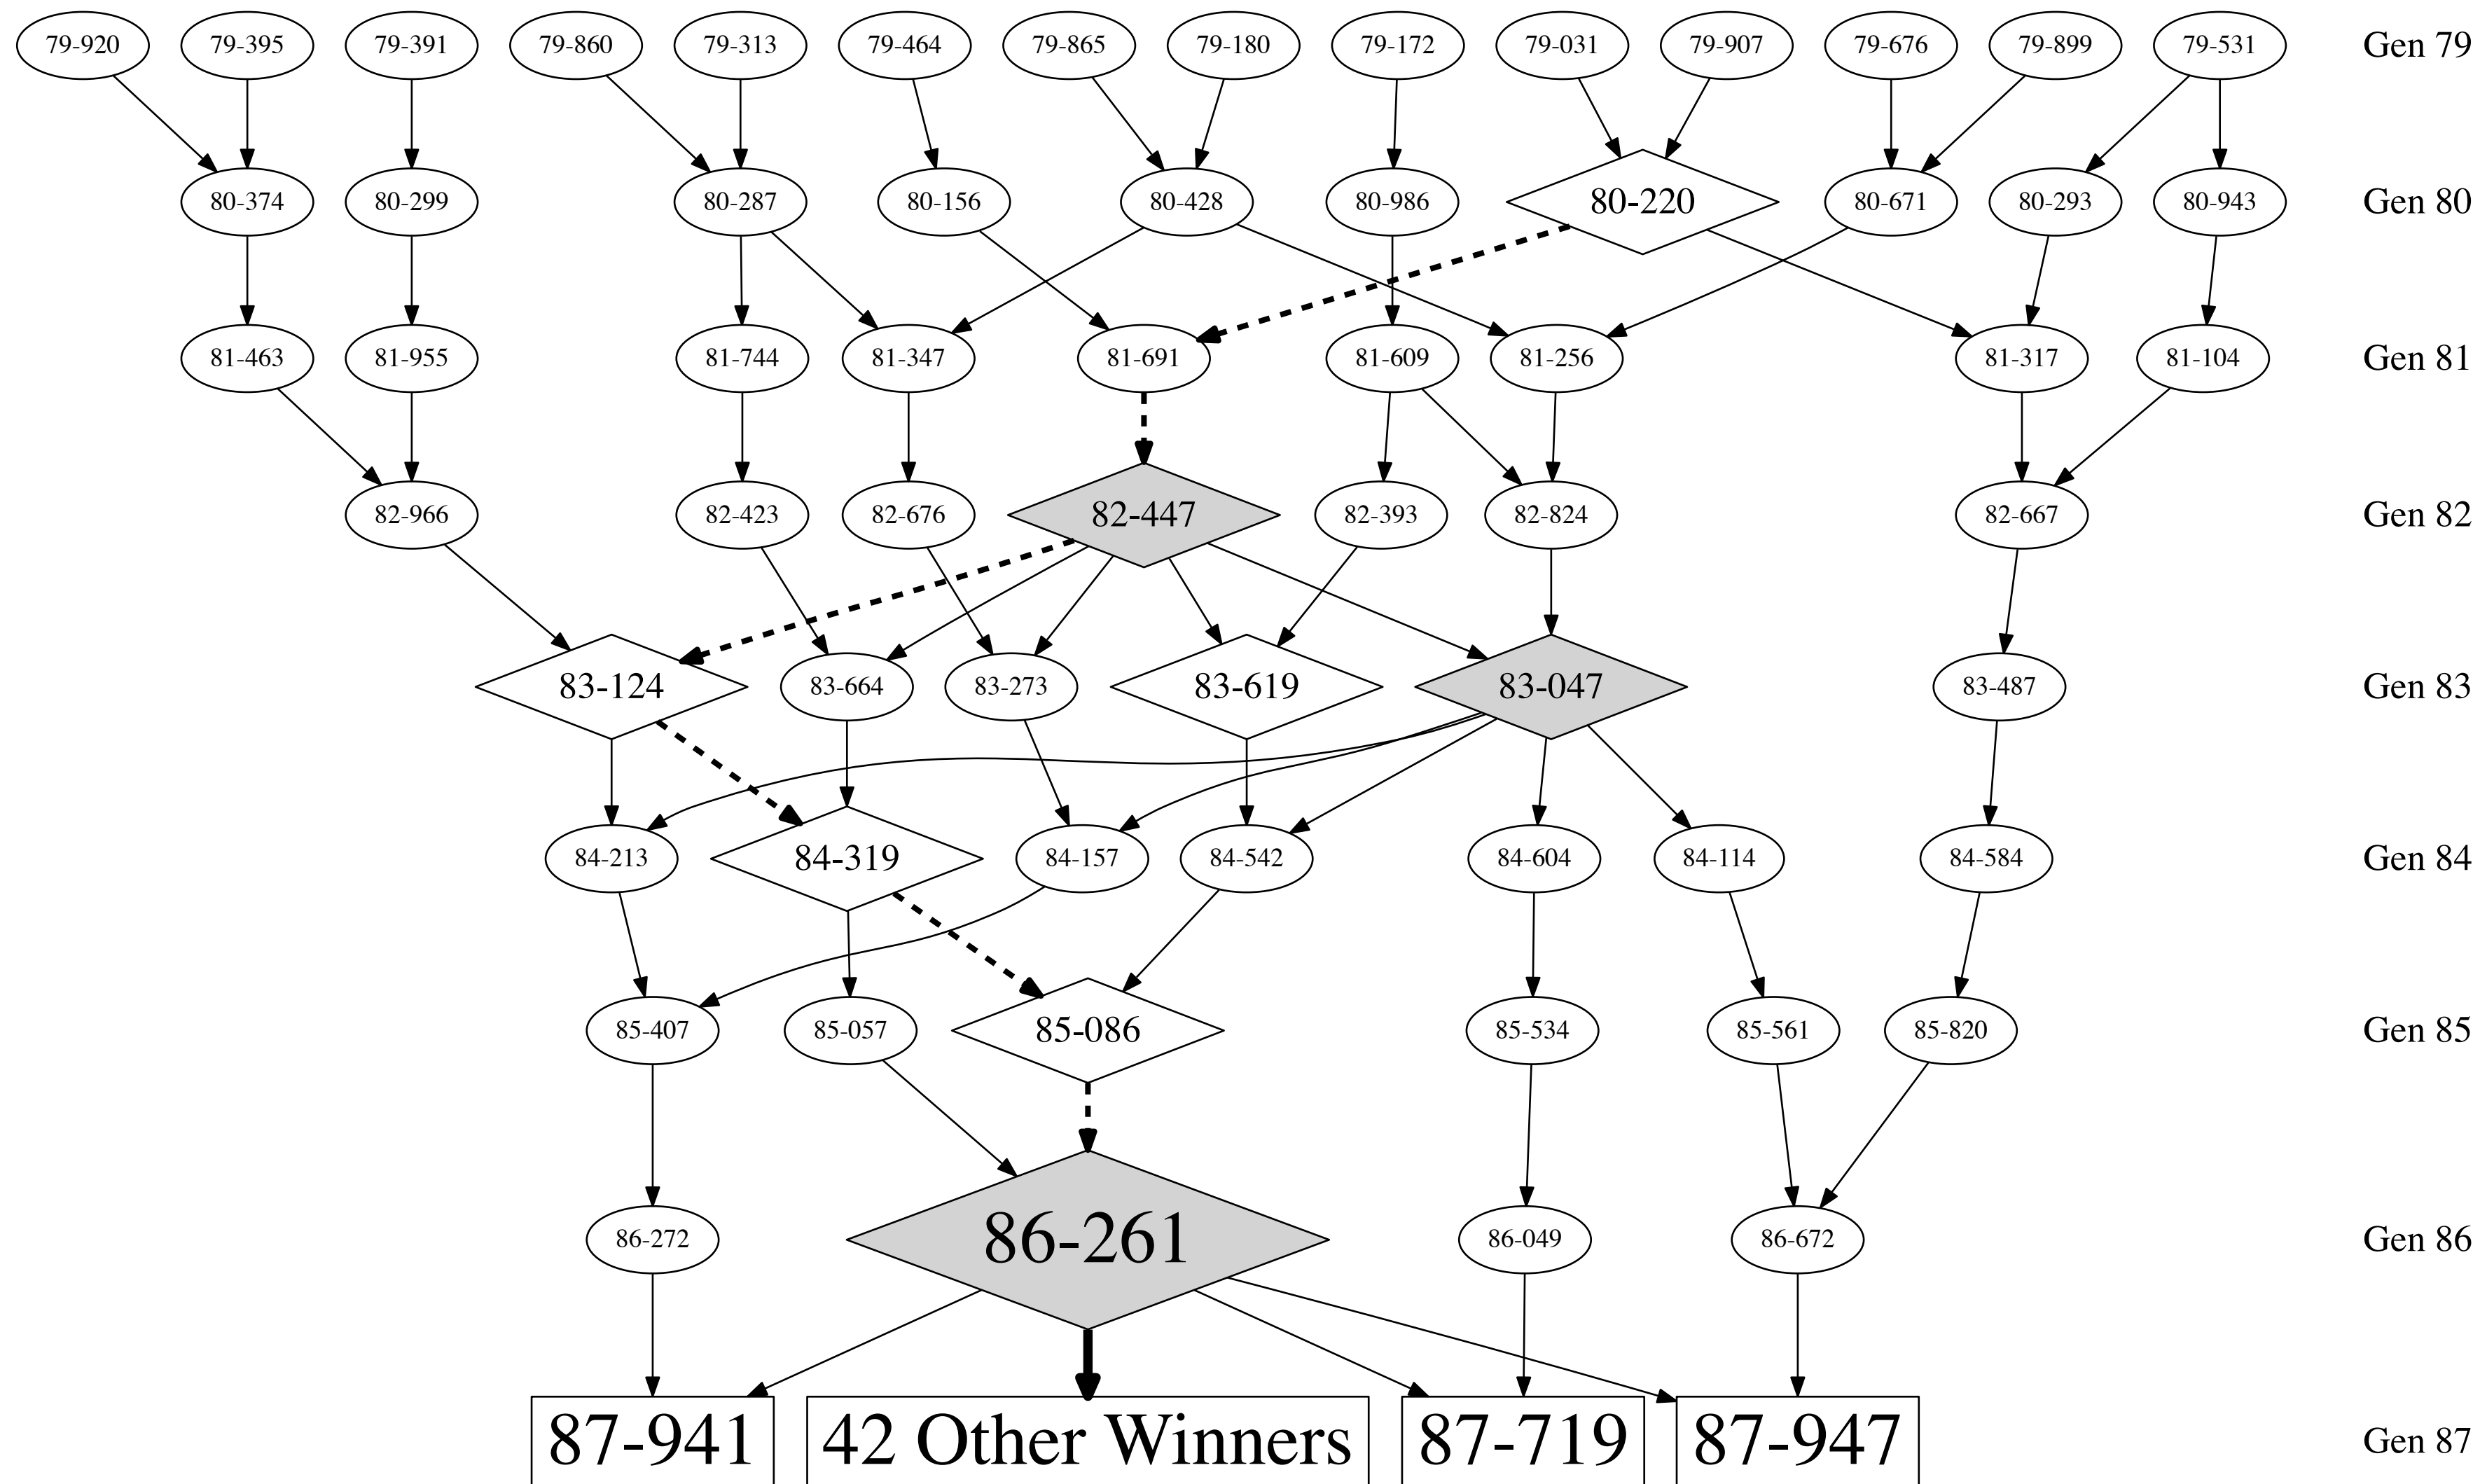 79-920 79-395 79-391 79-860 79-313 79-464 79-865 79-180 79-172 79-031 79-907 79-676 79-899 79-531 Gen 79
80-374 80-299 80-287 80-156 80-428 80-986 80-220 80-671 80-293 80-943 Gen 80
81-463 81-955 81-744 81-347 81-691 81-609 81-256 81-317 81-104 Gen 81
82-966 82-423 82-676 82-447 82-393 82-824 82-667 Gen 82
83-124 83-664 83-273 83-619 83-047 83-487 Gen 83
84-213 84-319 84-157 84-542 84-604 84-114 84-584 Gen 84
85-407 85-057 85-086 85-534 85-561 85-820 Gen 85
86-272 86-261 86-049 86-672 Gen 86
87-941 42 Other Winners 87-719 87-947 Gen 87